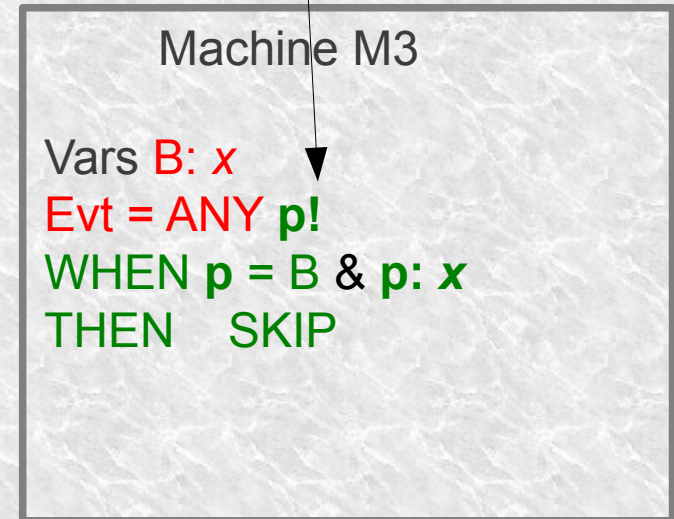 Machine M3
Vars B: x
Evt = ANY p!
WHEN p = B & p: x
THEN SKIP